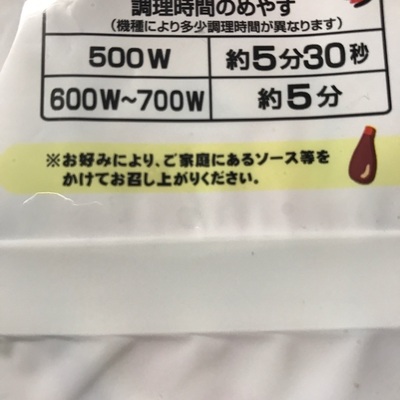 調理時間のめやす
(機種により多少調理時間が異なります)
500W 約5分30秒
600W〜700W 約5分
※お好みにより、ご家庭にあるソース等を
かけてお召し上がりください。